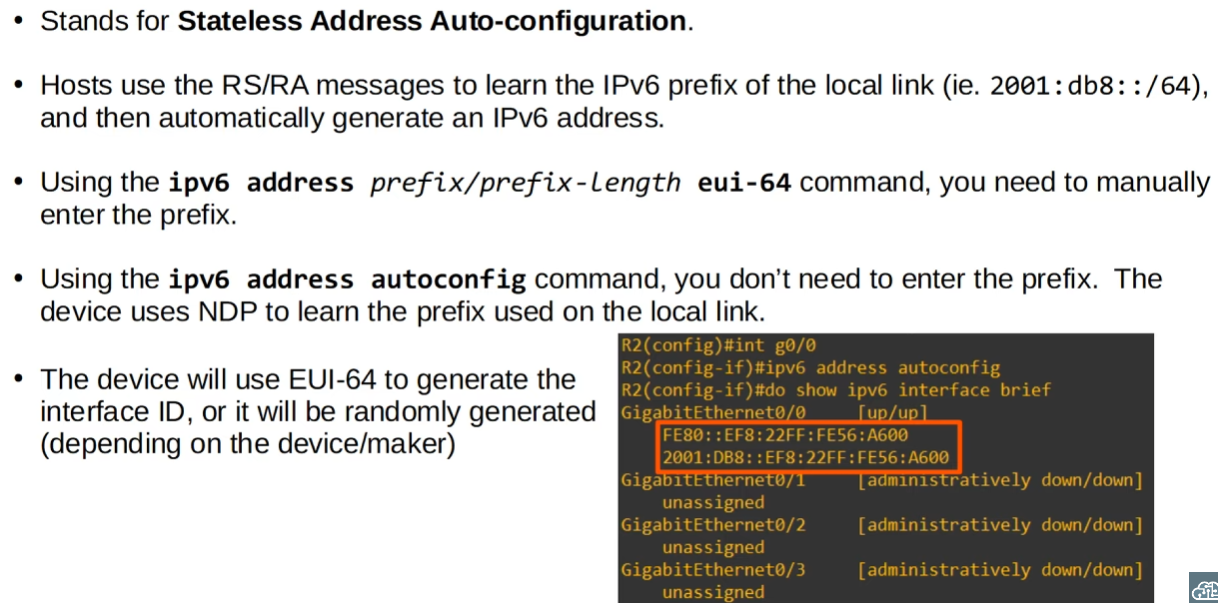 • Stands for Stateless Address Auto-configuration.
• Hosts use the RS/RA messages to learn the IPv6 prefix of the local link (ie. 2001:db8::/64),
and then automatically generate an IPv6 address.
• Using the ipv6 address prefix/prefix-length eui-64 command, you need to manually
enter the prefix.
• Using the ipv6 address autoconfig command, you don’t need to enter the prefix.  The
device uses NDP to learn the prefix used on the local link.
• The device will use EUI-64 to generate the
interface ID, or it will be randomly generated
(depending on the device/maker)
R2(config)#int g0/0
R2(config-if)#ipv6 address autoconfig
R2(config-if)#do show ipv6 interface brief
GigabitEthernet0/0     [up/up]
    FE80::EF8:22FF:FE56:A600
    2001:DB8::EF8:22FF:FE56:A600
GigabitEthernet0/1     [administratively down/down]
    unassigned
GigabitEthernet0/2     [administratively down/down]
    unassigned
GigabitEthernet0/3     [administratively down/down]
    unassigned